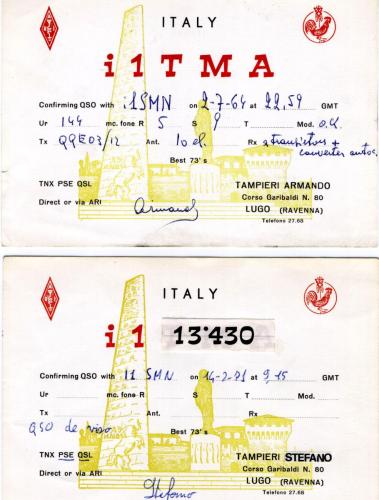 ITALY
i1TMA
Confirming QSO with i1SMN on 2-7-64 at 22,59 GMT
Ur 144 mc. fone R 5 S 9 T Mod. O.K.
Tx QQE03/12 Ant. 10 el. Rx a transistors +
converter autoc.
Best 73's
TNX PSE QSL
Direct or via ARI
Armando
TAMPIERI ARMANDO
Corso Garibaldi N. 80
LUGO (RAVENNA)
Telefono 27.68
ITALY
i1 13·430
Confirming QSO with I1 SMN on 14-2-71 at 9,15 GMT
Ur mc. fone R S T Mod.
Tx Ant. Rx
QSO de viso
Best 73's
TNX PSE QSL
Direct or via ARI
Stefano
TAMPIERI STEFANO
Corso Garibaldi N. 80
LUGO (RAVENNA)
Telefono 27.68